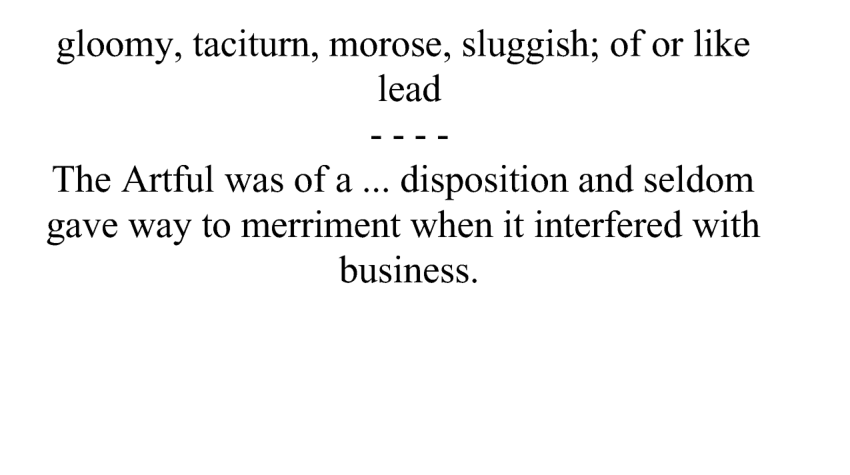 gloomy, taciturn, morose, sluggish; of or like
lead
- - - -
The Artful was of a ... disposition and seldom
gave way to merriment when it interfered with
business.